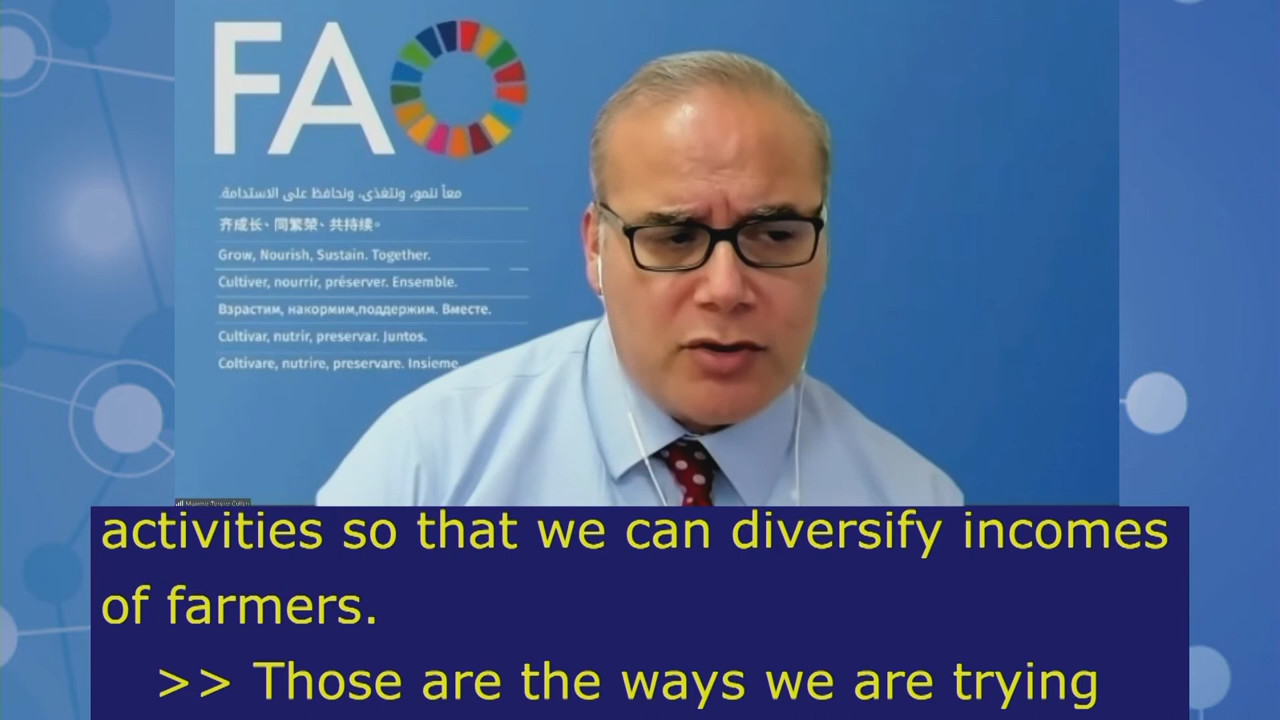 FAO
معاً ننمو، ونتغذى، ونحافظ على الاستدامة.
齐成长、同繁荣、共持续。
Grow, Nourish, Sustain. Together.
Cultiver, nourrir, préserver. Ensemble.
Взрастим, накормим,поддержим. Вместе.
Cultivar, nutrir, preservar. Juntos.
Coltivare, nutrire, preservare. Insieme.
activities so that we can diversify incomes
of farmers.
>> Those are the ways we are trying